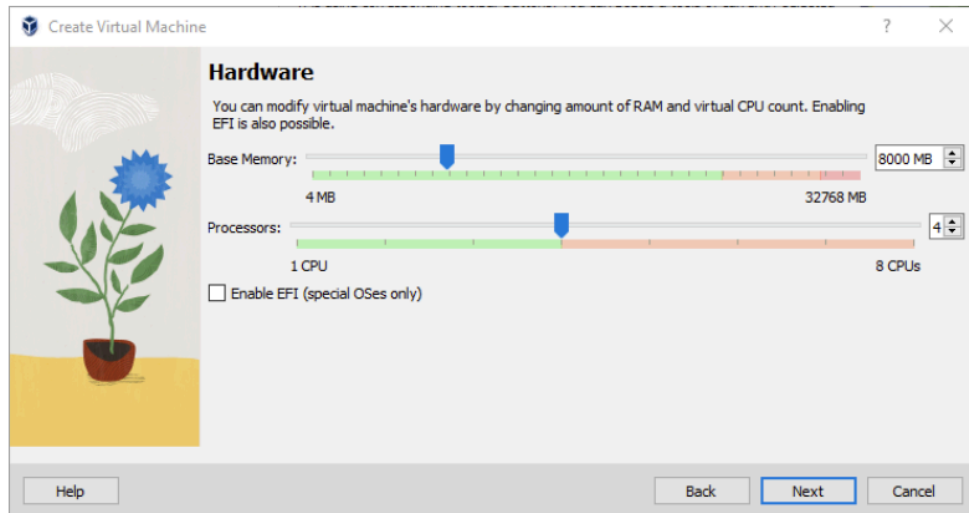 Create Virtual Machine
?
Hardware
You can modify virtual machine's hardware by changing amount of RAM and virtual CPU count. Enabling
EFI is also possible.
Base Memory:
8000 MB
4 MB
32768 MB
Processors:
4
1 CPU
8 CPUs
Enable EFI (special OSes only)
Help
Back
Next
Cancel